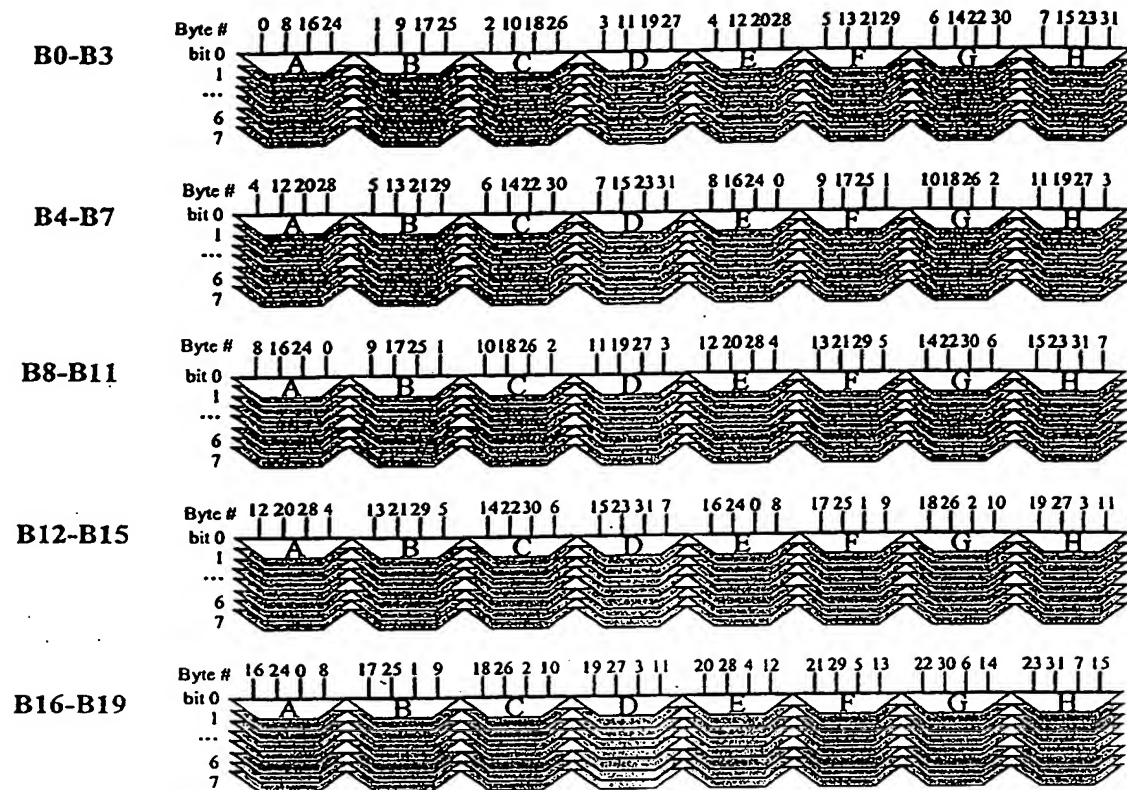 Byte # 0 8 16 24 1 9 17 25 2 10 18 26 3 11 19 27 4 12 20 28 5 13 21 29 6 14 22 30 7 15 23 31
B0-B3
bit 0 A B C D E F G H
1
...
6
7
Byte # 4 12 20 28 5 13 21 29 6 14 22 30 7 15 23 31 8 16 24 0 9 17 25 1 10 18 26 2 11 19 27 3
B4-B7
bit 0 A B C D E F G H
1
...
6
7
Byte # 8 16 24 0 9 17 25 1 10 18 26 2 11 19 27 3 12 20 28 4 13 21 29 5 14 22 30 6 15 23 31 7
B8-B11
bit 0 A B C D E F G H
1
...
6
7
Byte # 12 20 28 4 13 21 29 5 14 22 30 6 15 23 31 7 16 24 0 8 17 25 1 9 18 26 2 10 19 27 3 11
B12-B15
bit 0 A B C D E F G H
1
...
6
7
Byte # 16 24 0 8 17 25 1 9 18 26 2 10 19 27 3 11 20 28 4 12 21 29 5 13 22 30 6 14 23 31 7 15
B16-B19
bit 0 A B C D E F G H
1
...
6
7